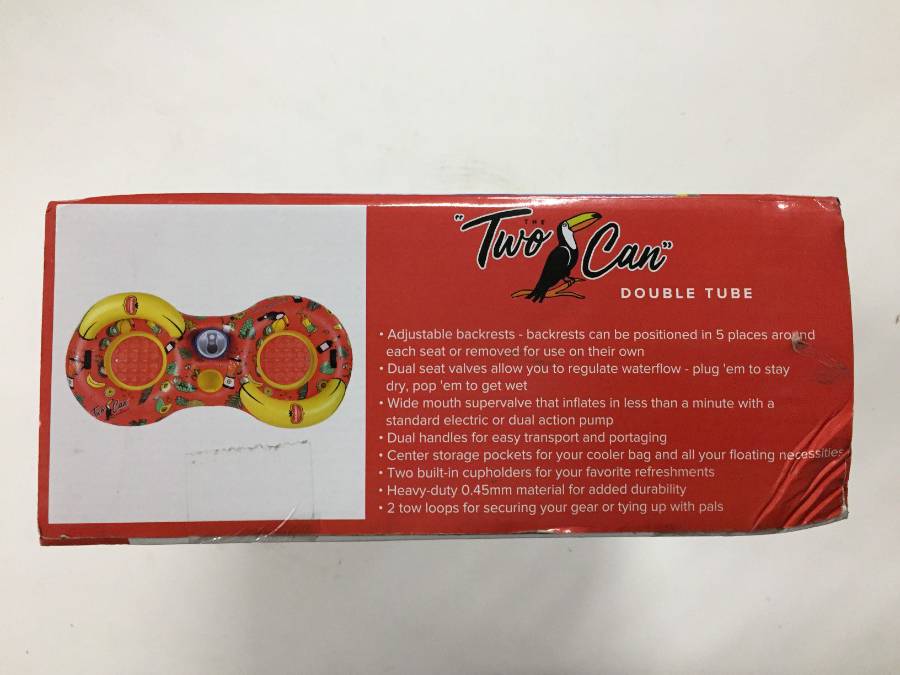 "THE Two Can"
DOUBLE TUBE
• Adjustable backrests - backrests can be positioned in 5 places around
each seat or removed for use on their own
• Dual seat valves allow you to regulate waterflow - plug 'em to stay
dry, pop 'em to get wet
• Wide mouth supervalve that inflates in less than a minute with a
standard electric or dual action pump
• Dual handles for easy transport and portaging
• Center storage pockets for your cooler bag and all your floating necessities
• Two built-in cupholders for your favorite refreshments
• Heavy-duty 0.45mm material for added durability
• 2 tow loops for securing your gear or tying up with pals
Two Can